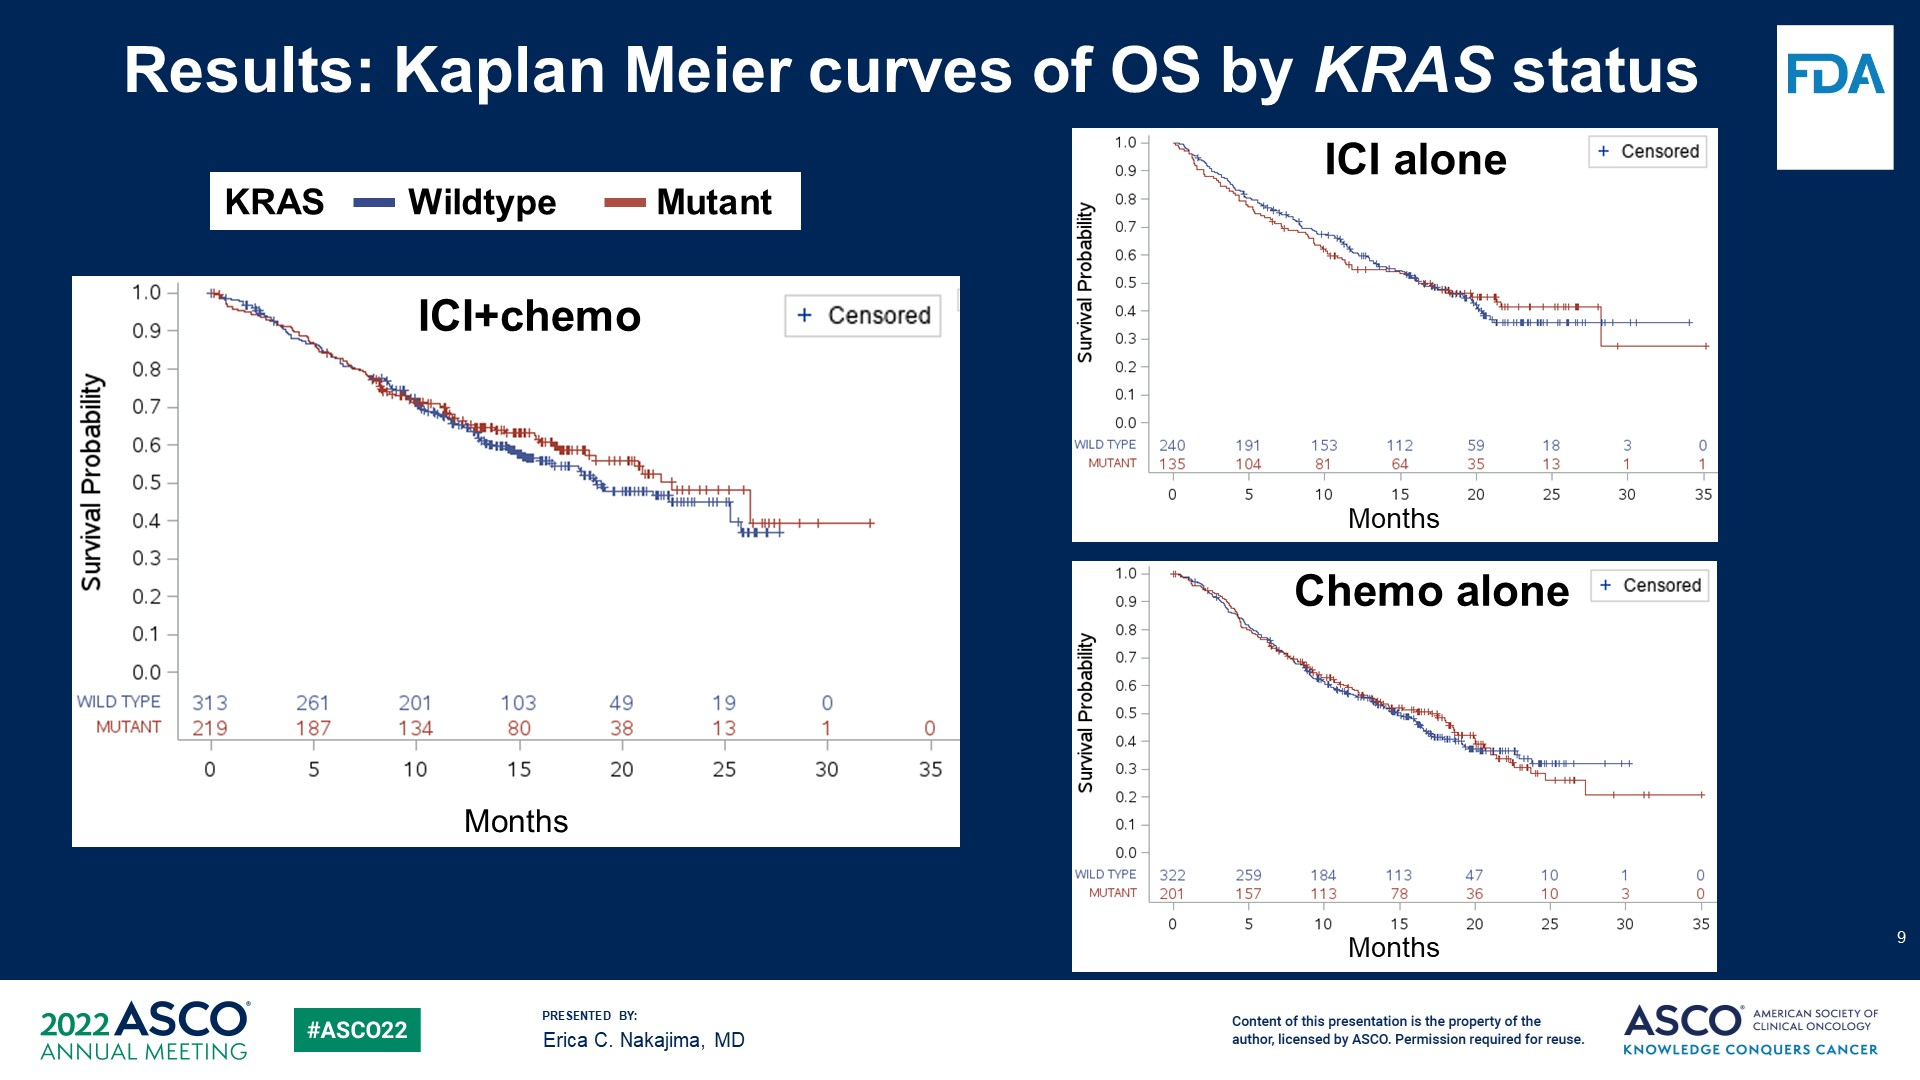 Results: Kaplan Meier curves of OS by KRAS status
FDA
KRAS Wildtype Mutant
ICI+chemo
+ Censored
Survival Probability
1.0
0.9
0.8
0.7
0.6
0.5
0.4
0.3
0.2
0.1
0.0
WILD TYPE 313 261 201 103 49 19 0
MUTANT 219 187 134 80 38 13 1 0
0 5 10 15 20 25 30 35
Months
ICI alone
+ Censored
Survival Probability
1.0
0.9
0.8
0.7
0.6
0.5
0.4
0.3
0.2
0.1
0.0
WILD TYPE 240 191 153 112 59 18 3 0
MUTANT 135 104 81 64 35 13 1 1
0 5 10 15 20 25 30 35
Months
Chemo alone
+ Censored
Survival Probability
1.0
0.9
0.8
0.7
0.6
0.5
0.4
0.3
0.2
0.1
0.0
WILD TYPE 322 259 184 113 47 10 1 0
MUTANT 201 157 113 78 36 10 3 0
0 5 10 15 20 25 30 35
Months
9
2022 ASCO®
ANNUAL MEETING
#ASCO22
PRESENTED BY:
Erica C. Nakajima, MD
Content of this presentation is the property of the
author, licensed by ASCO. Permission required for reuse.
ASCO® AMERICAN SOCIETY OF
CLINICAL ONCOLOGY
KNOWLEDGE CONQUERS CANCER